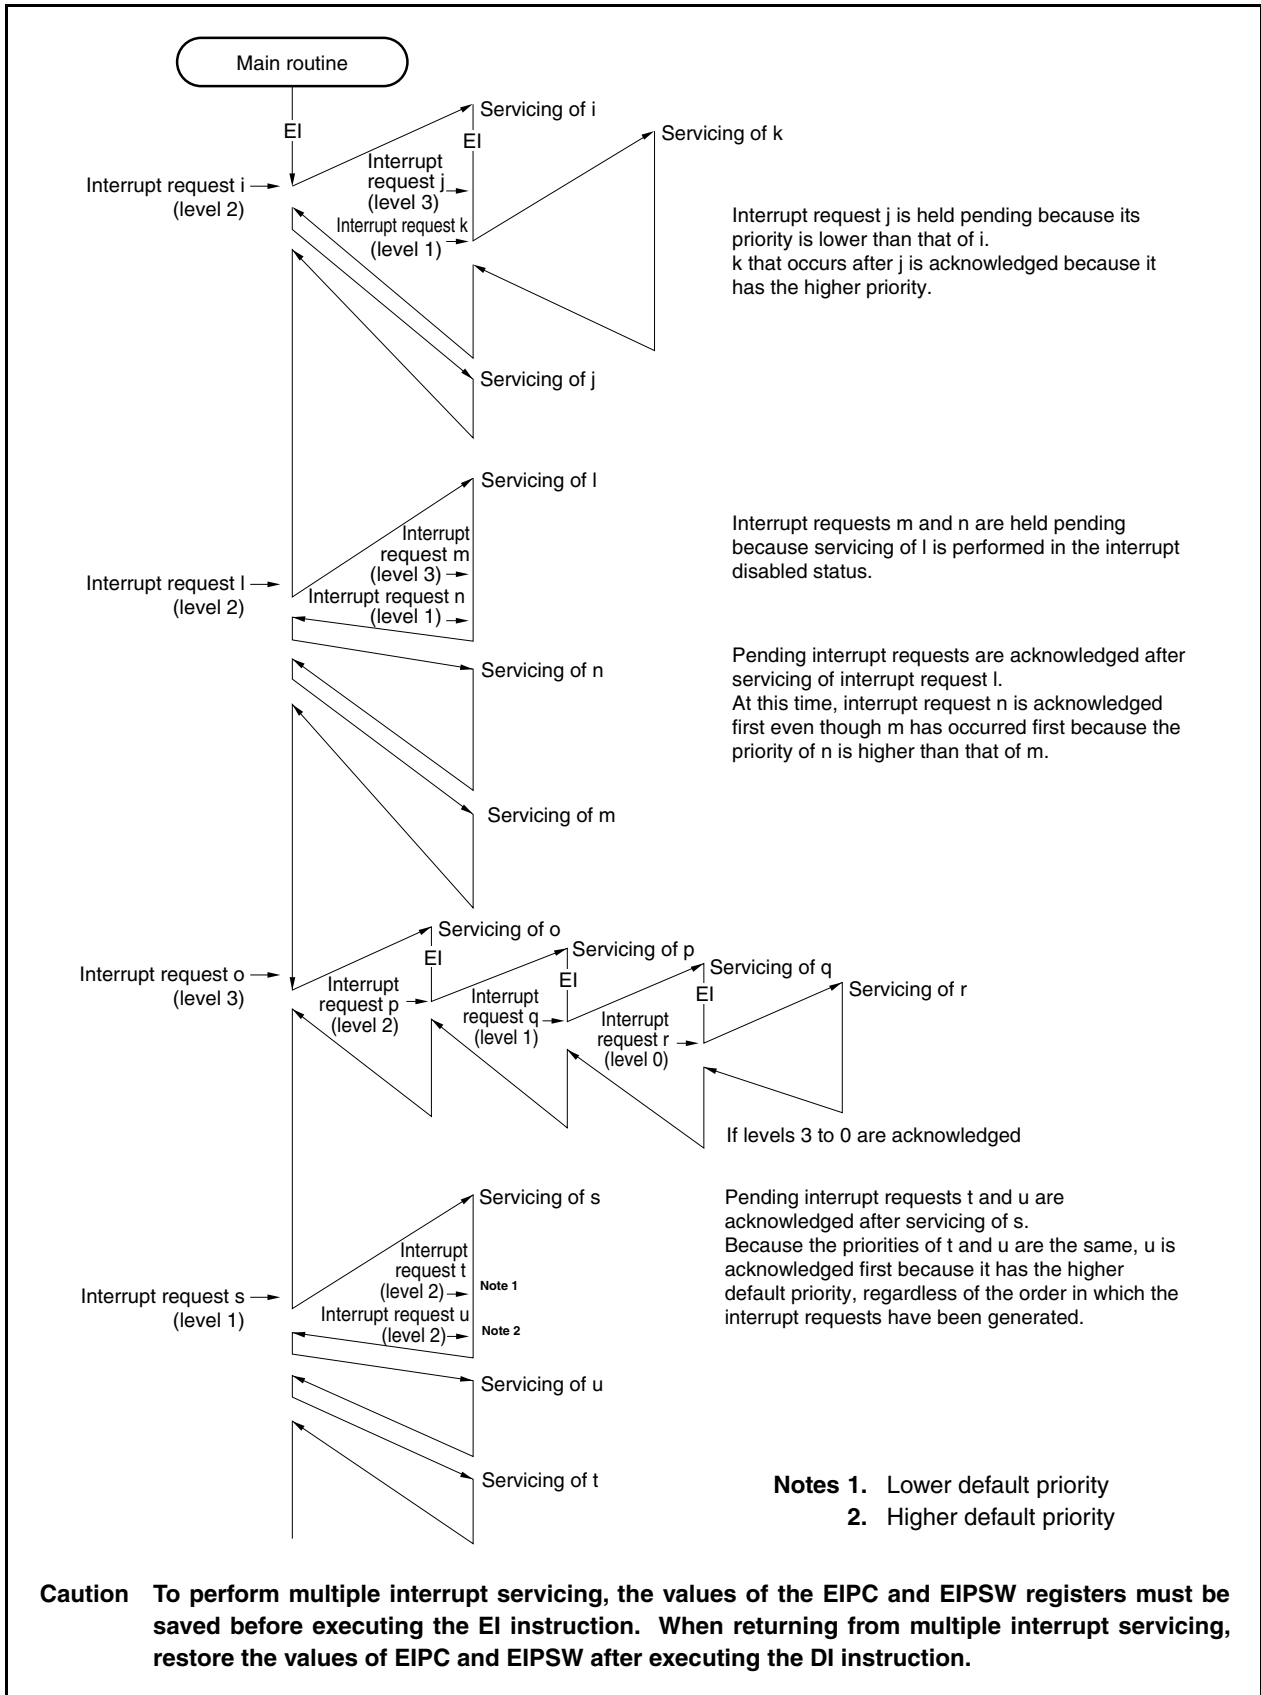 Main routine
EI
Servicing of i
EI
Servicing of k
Interrupt request i
(level 2)
Interrupt
request j
(level 3)
Interrupt request k
(level 1)
Interrupt request j is held pending because its
priority is lower than that of i.
k that occurs after j is acknowledged because it
has the higher priority.
Servicing of j
Servicing of l
Interrupt request l
(level 2)
Interrupt
request m
(level 3)
Interrupt request n
(level 1)
Interrupt requests m and n are held pending
because servicing of l is performed in the interrupt
disabled status.
Servicing of n
Pending interrupt requests are acknowledged after
servicing of interrupt request l.
At this time, interrupt request n is acknowledged
first even though m has occurred first because the
priority of n is higher than that of m.
Servicing of m
Servicing of o
EI
Servicing of p
EI
Servicing of q
EI
Servicing of r
Interrupt request o
(level 3)
Interrupt
request p
(level 2)
Interrupt
request q
(level 1)
Interrupt
request r
(level 0)
If levels 3 to 0 are acknowledged
Servicing of s
Interrupt request s
(level 1)
Interrupt
request t
(level 2)
Note 1
Interrupt request u
(level 2)
Note 2
Pending interrupt requests t and u are
acknowledged after servicing of s.
Because the priorities of t and u are the same, u is
acknowledged first because it has the higher
default priority, regardless of the order in which the
interrupt requests have been generated.
Servicing of u
Servicing of t
Notes 1. Lower default priority
2. Higher default priority
Caution To perform multiple interrupt servicing, the values of the EIPC and EIPSW registers must be
saved before executing the EI instruction. When returning from multiple interrupt servicing,
restore the values of EIPC and EIPSW after executing the DI instruction.